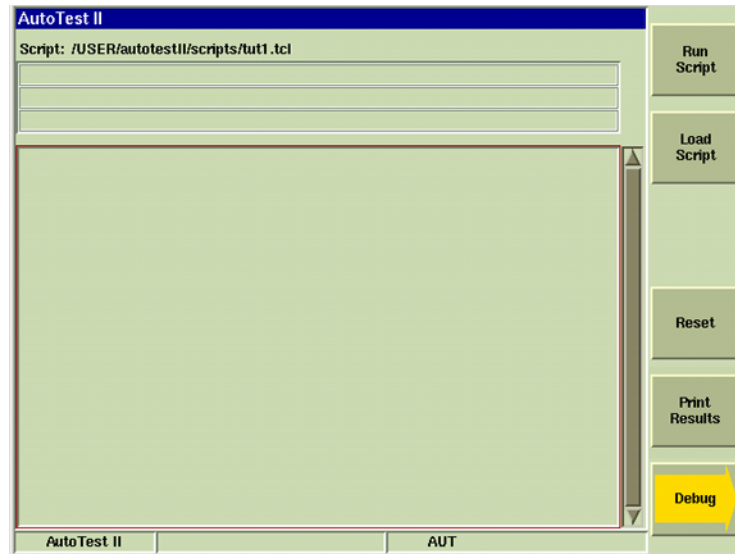 AutoTest II
Script: /USER/autotestII/scripts/tut1.tcl
Run
Script
Load
Script
Reset
Print
Results
Debug
AutoTest II
AUT